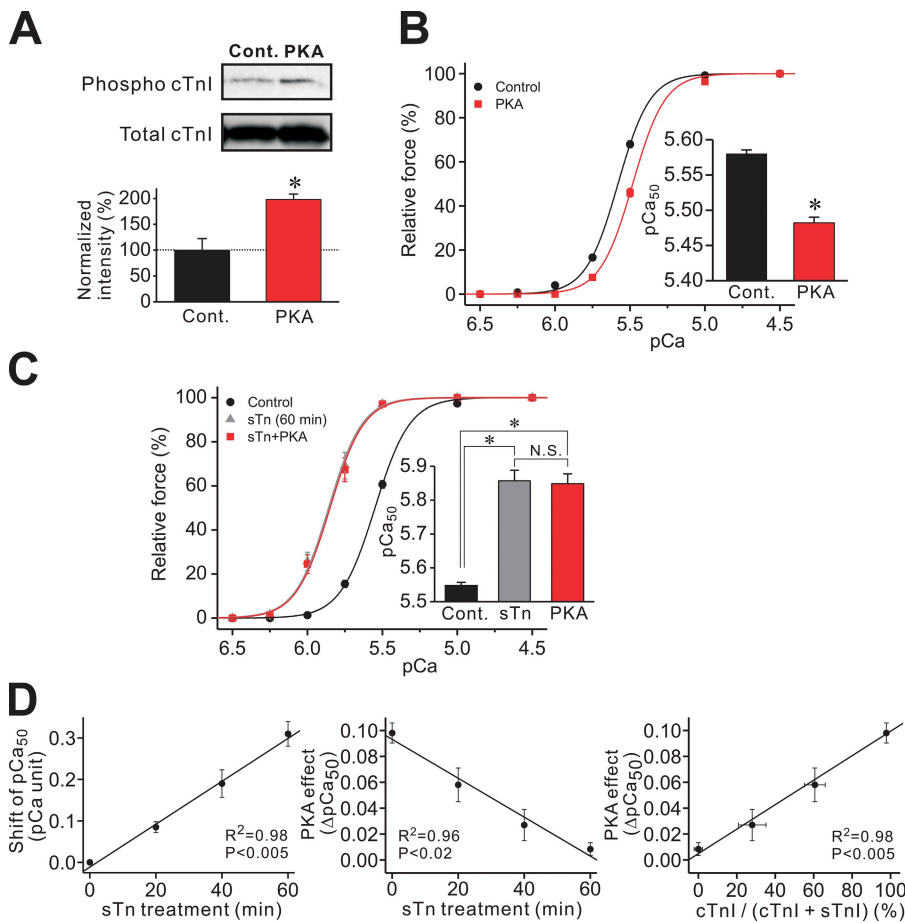 A
Cont. PKA
Phospho cTnI
Total cTnI
Normalized
intensity (%)
200
150
100
50
0
*
Cont.
PKA
B
Relative force (%)
100
80
60
40
20
0
Control
PKA
6.5
6.0
5.5
5.0
4.5
pCa
pCa50
5.60
5.55
5.50
5.45
5.40
*
Cont.
PKA
C
Relative force (%)
100
80
60
40
20
0
Control
sTn (60 min)
sTn+PKA
6.5
6.0
5.5
5.0
4.5
pCa
pCa50
5.9
5.8
5.7
5.6
5.5
*
*
N.S.
Cont.
sTn
PKA
D
Shift of pCa50
(pCa unit)
0.3
0.2
0.1
0.0
R2=0.98
P<0.005
0
20
40
60
sTn treatment (min)
PKA effect
(ΔpCa50)
0.10
0.08
0.06
0.04
0.02
0.00
R2=0.96
P<0.02
0
20
40
60
sTn treatment (min)
PKA effect
(ΔpCa50)
0.10
0.08
0.06
0.04
0.02
0.00
R2=0.98
P<0.005
0
20
40
60
80
100
cTnI / (cTnI + sTnI) (%)